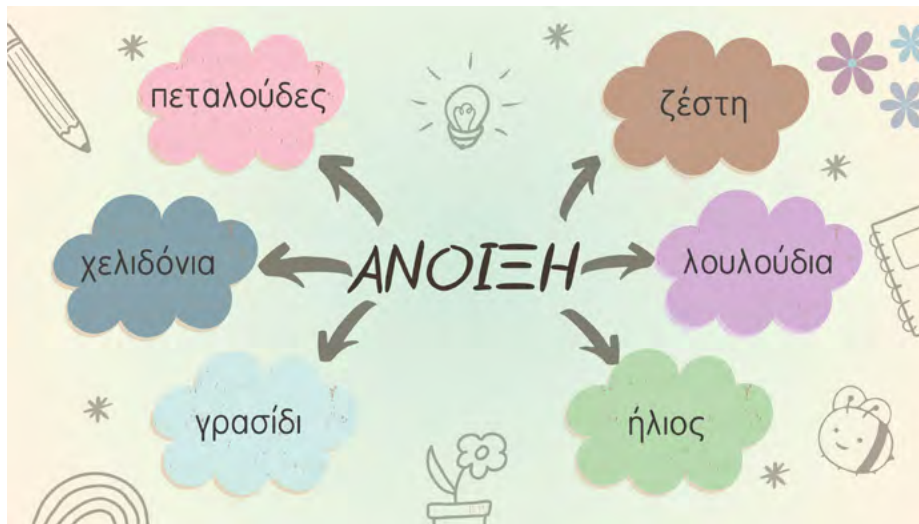 πεταλούδες
ζέστη
χελιδόνια
ΑΝΟΙΞΗ
λουλούδια
γρασίδι
ήλιος